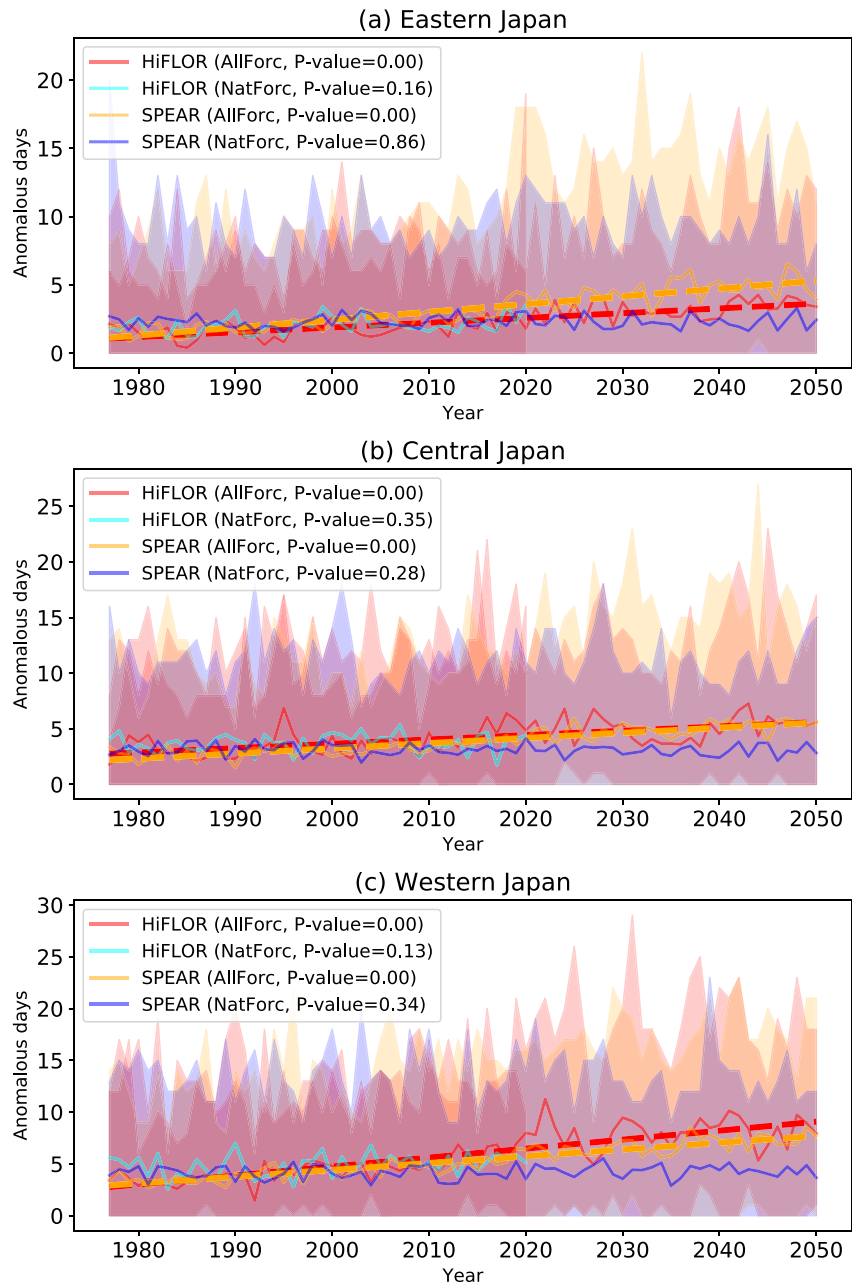 (a) Eastern Japan
HiFLOR (AllForc, P-value=0.00)
HiFLOR (NatForc, P-value=0.16)
SPEAR (AllForc, P-value=0.00)
SPEAR (NatForc, P-value=0.86)
Anomalous days
20
15
10
5
0
1980 1990 2000 2010 2020 2030 2040 2050
Year
(b) Central Japan
HiFLOR (AllForc, P-value=0.00)
HiFLOR (NatForc, P-value=0.35)
SPEAR (AllForc, P-value=0.00)
SPEAR (NatForc, P-value=0.28)
Anomalous days
25
20
15
10
5
0
1980 1990 2000 2010 2020 2030 2040 2050
Year
(c) Western Japan
HiFLOR (AllForc, P-value=0.00)
HiFLOR (NatForc, P-value=0.13)
SPEAR (AllForc, P-value=0.00)
SPEAR (NatForc, P-value=0.34)
Anomalous days
30
25
20
15
10
5
0
1980 1990 2000 2010 2020 2030 2040 2050
Year